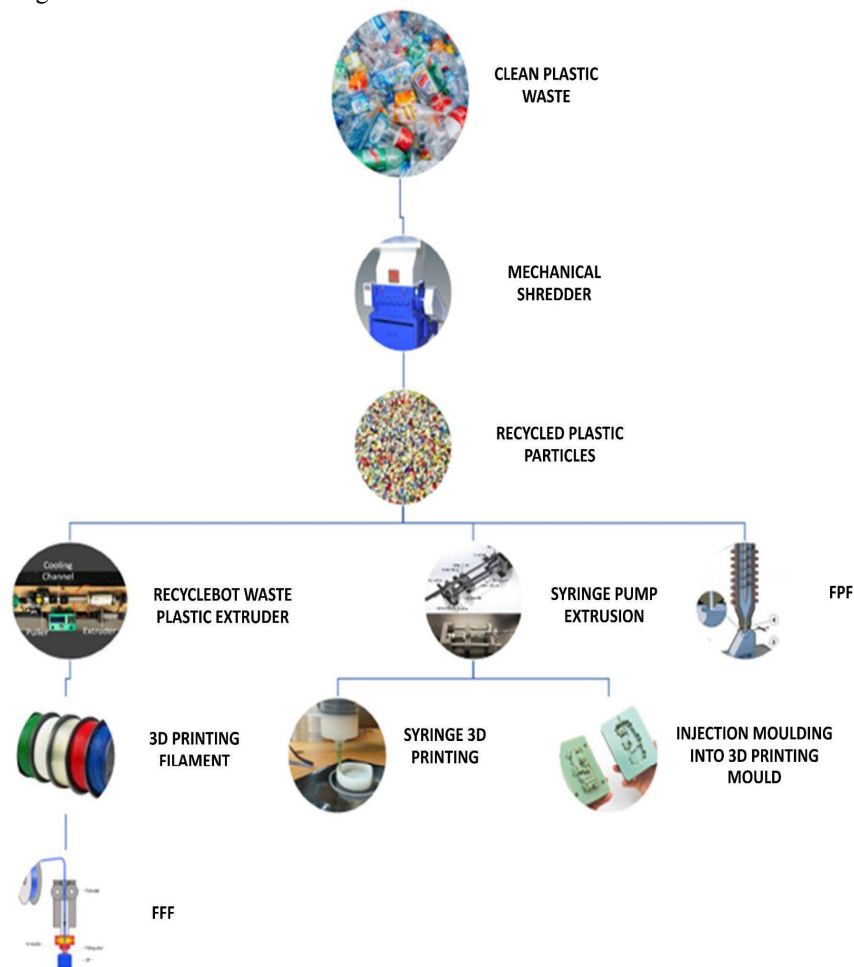 CLEAN PLASTIC
WASTE
MECHANICAL
SHREDDER
RECYCLED PLASTIC
PARTICLES
Cooling
Channel
Puller
Extruder
RECYCLEBOT WASTE
PLASTIC EXTRUDER
SYRINGE PUMP
EXTRUSION
FPF
3D PRINTING
FILAMENT
SYRINGE 3D
PRINTING
INJECTION MOULDING
INTO 3D PRINTING
MOULD
FFF